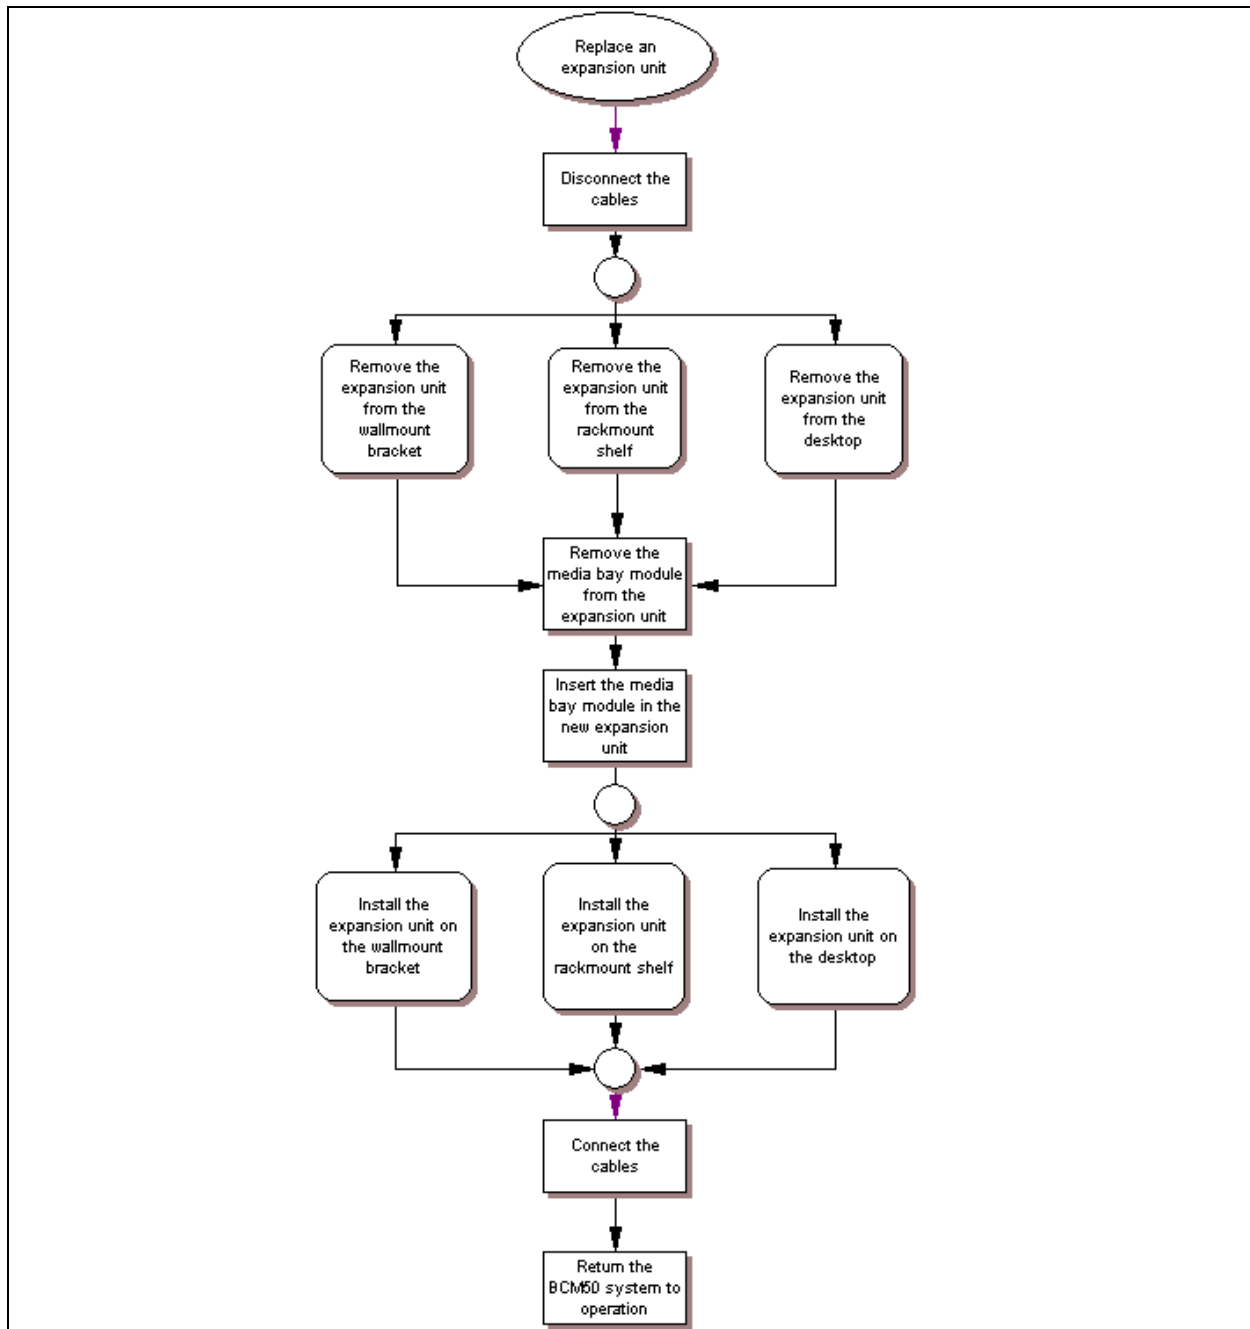 Replace an
expansion unit
Disconnect the
cables
Remove the
expansion unit
from the
wallmount
bracket
Remove the
expansion unit
from the
rackmount
shelf
Remove the
expansion unit
from the
desktop
Remove the
media bay module
from the
expansion unit
Insert the media
bay module in the
new expansion
unit
Install the
expansion unit on
the wallmount
bracket
Install the
expansion unit
on the
rackmount shelf
Install the
expansion unit on
the desktop
Connect the
cables
Return the
BCM50 system to
operation